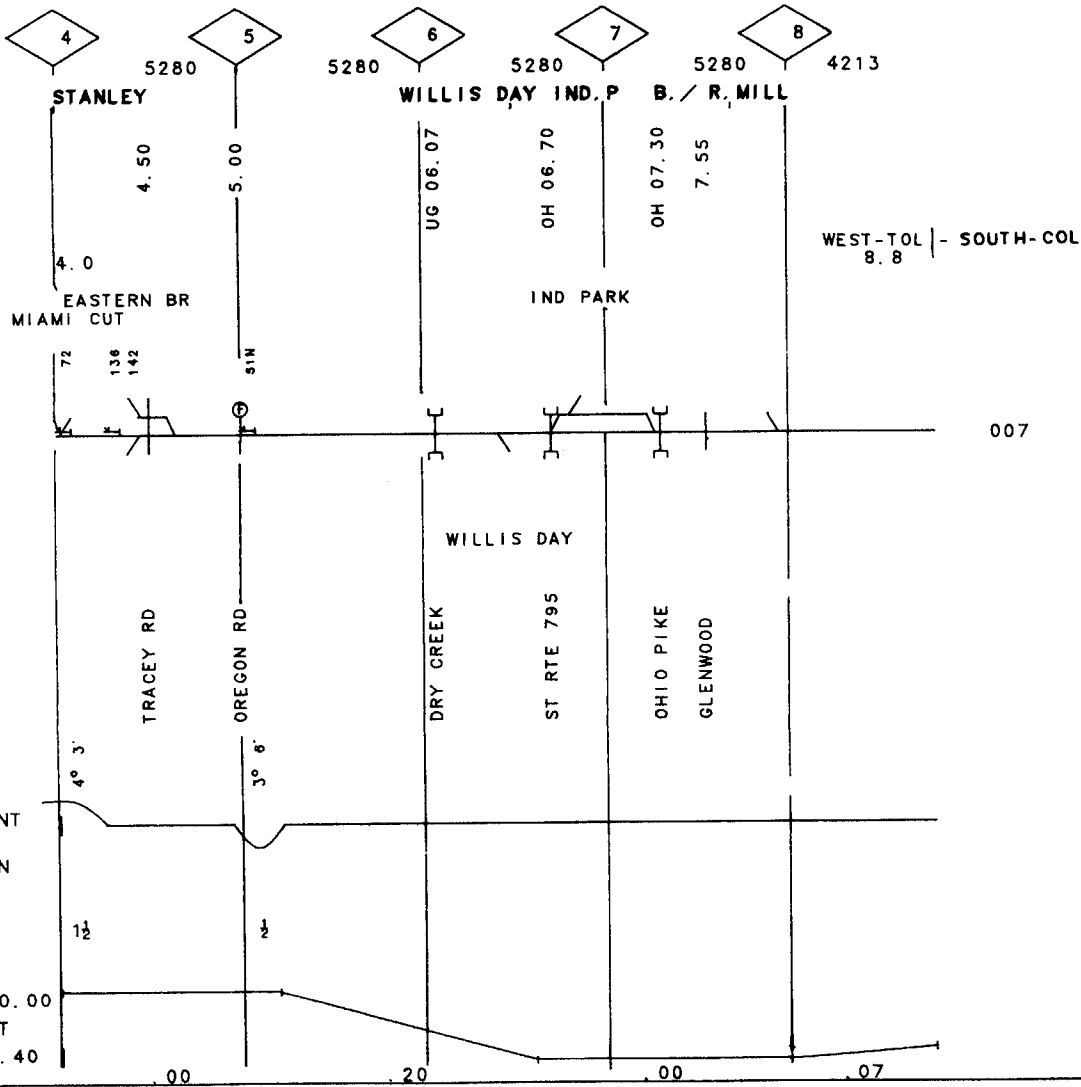 4 5 6 7 8
5280 5280 5280 5280 4213
STANLEY WILLIS DAY IND. P B. / R. MILL
4.50
5.00
UG 06.07
OH 06.70
OH 07.30
7.55
WEST-TOL | - SOUTH-COL
8.8
4.0
EASTERN BR
MIAMI CUT
IND PARK
72
136
142
51N
F
007
WILLIS DAY
TRACEY RD
OREGON RD
DRY CREEK
ST RTE 795
OHIO PIKE
GLENWOOD
4° 3'
3° 6'
NT
N
1½ ½
0.00
T
.40
.00 .20 .00 .07